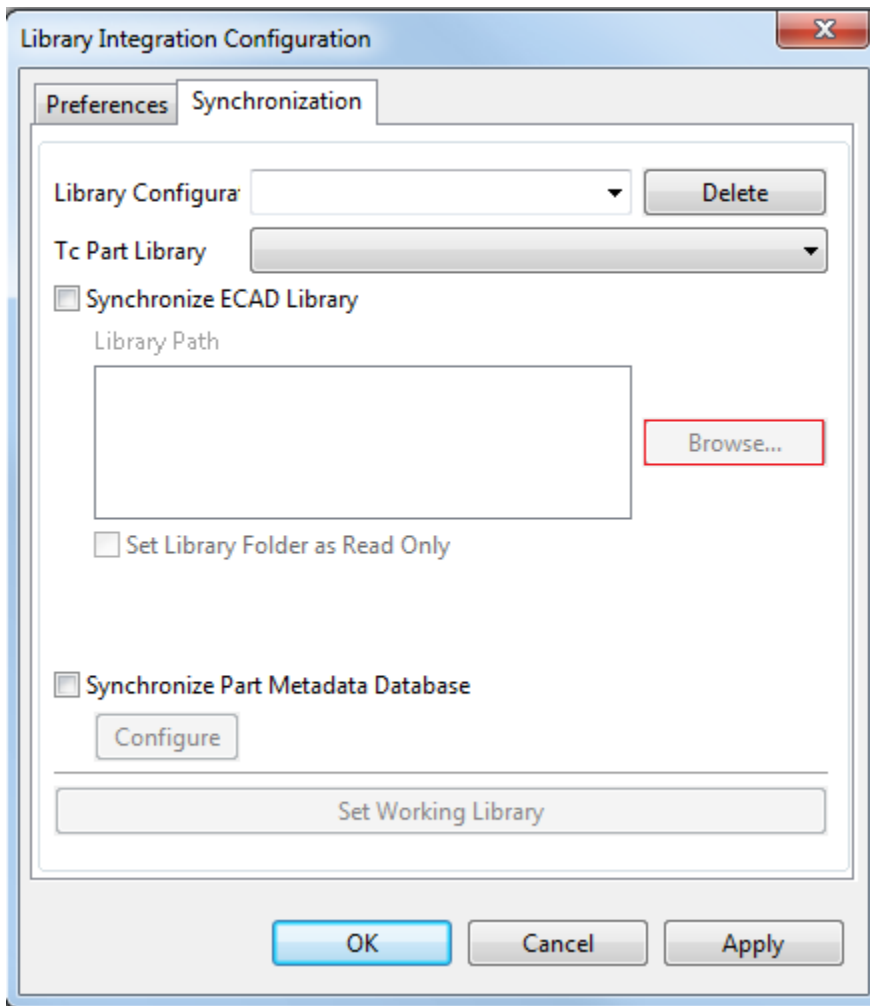 Library Integration Configuration
Preferences
Synchronization
Library Configurat
Delete
Tc Part Library
Synchronize ECAD Library
Library Path
Browse...
Set Library Folder as Read Only
Synchronize Part Metadata Database
Configure
Set Working Library
OK
Cancel
Apply